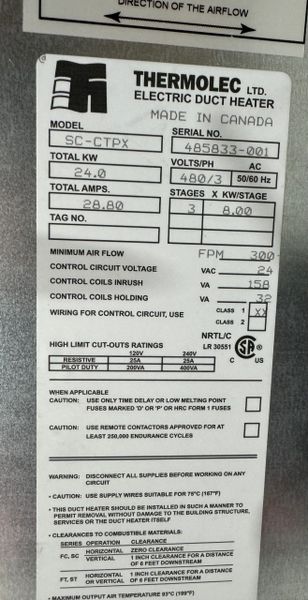 DIRECTION OF THE AIRFLOW
THERMOLEC LTD.
ELECTRIC DUCT HEATER
MADE IN CANADA
MODEL
SC-CTPX
SERIAL NO.
485833-001
TOTAL KW
24.0
VOLTS/PH AC
480/3 50/60 Hz
TOTAL AMPS.
28.80
STAGES X KW/STAGE
3 8.00
TAG NO.
MINIMUM AIR FLOW FPM 300
CONTROL CIRCUIT VOLTAGE VAC 24
CONTROL COILS INRUSH VA 158
CONTROL COILS HOLDING VA 32
WIRING FOR CONTROL CIRCUIT, USE CLASS 1 XX
CLASS 2
NRTL/C
HIGH LIMIT CUT-OUTS RATINGS LR 30551 C US
120V 240V
RESISTIVE 25A 25A
PILOT DUTY 200VA 400VA
WHEN APPLICABLE
CAUTION: USE ONLY TIME DELAY OR LOW MELTING POINT
FUSES MARKED 'D' OR 'P' OR HRC FORM 1 FUSES
CAUTION: USE REMOTE CONTACTORS APPROVED FOR AT
LEAST 250,000 ENDURANCE CYCLES
WARNING: DISCONNECT ALL SUPPLIES BEFORE WORKING ON ANY
CIRCUIT
• CAUTION: USE SUPPLY WIRES SUITABLE FOR 75°C (167°F)
• THIS DUCT HEATER SHOULD BE INSTALLED IN SUCH A MANNER TO
PERMIT REMOVAL WITHOUT DAMAGE TO THE BUILDING STRUCTURE,
SERVICES OR THE DUCT HEATER ITSELF
• CLEARANCES TO COMBUSTIBLE MATERIALS:
SERIES OPERATION CLEARANCE
FC, SC HORIZONTAL ZERO CLEARANCE
VERTICAL 1 INCH CLEARANCE FOR A DISTANCE
OF 6 FEET DOWNSTREAM
FT, ST HORIZONTAL OR VERTICAL 1 INCH CLEARANCE FOR A DISTANCE
OF 6 FEET DOWNSTREAM
• MAXIMUM OUTPUT AIR TEMPERATURE 93°C (199°F)